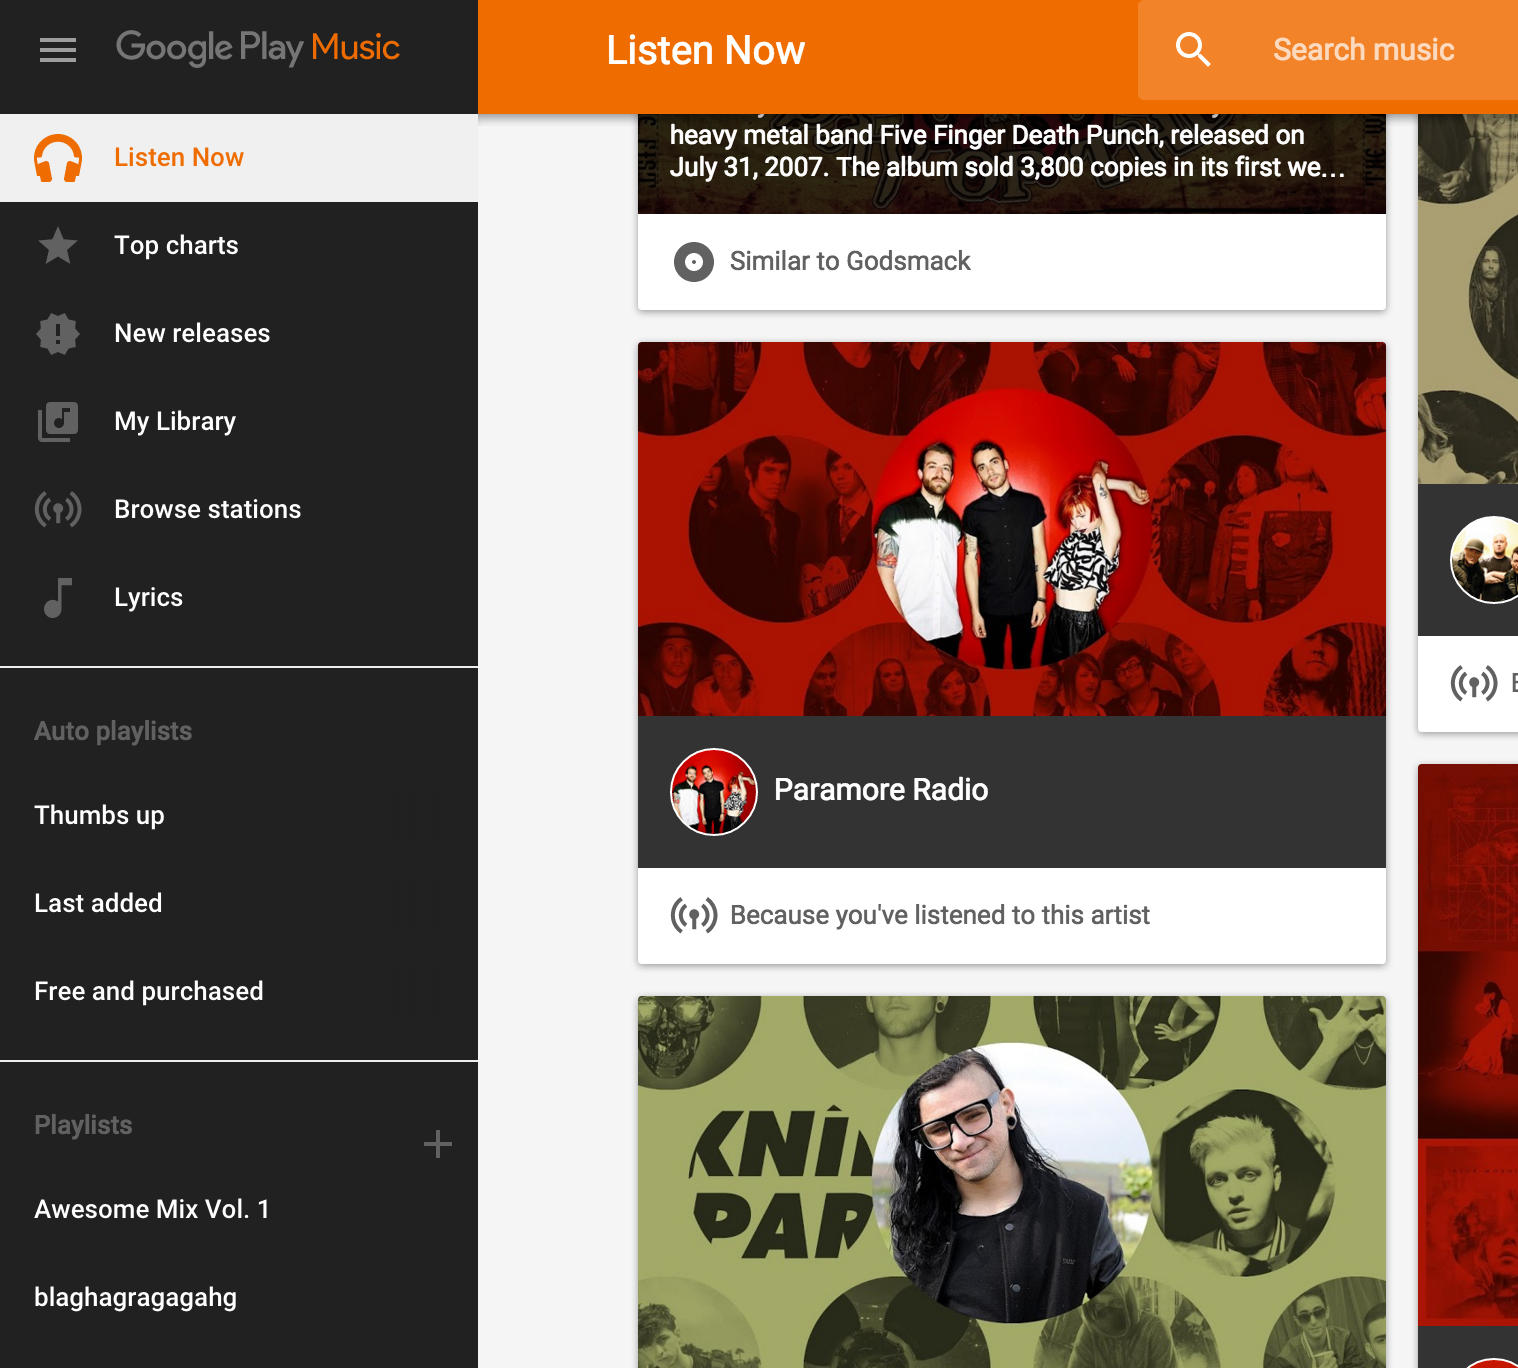 Google Play Music
Listen Now
Search music
Listen Now
Top charts
New releases
My Library
Browse stations
Lyrics
Auto playlists
Thumbs up
Last added
Free and purchased
Playlists
Awesome Mix Vol. 1
blaghagragagahg
heavy metal band Five Finger Death Punch, released on
July 31, 2007. The album sold 3,800 copies in its first we...
Similar to Godsmack
Paramore Radio
Because you've listened to this artist